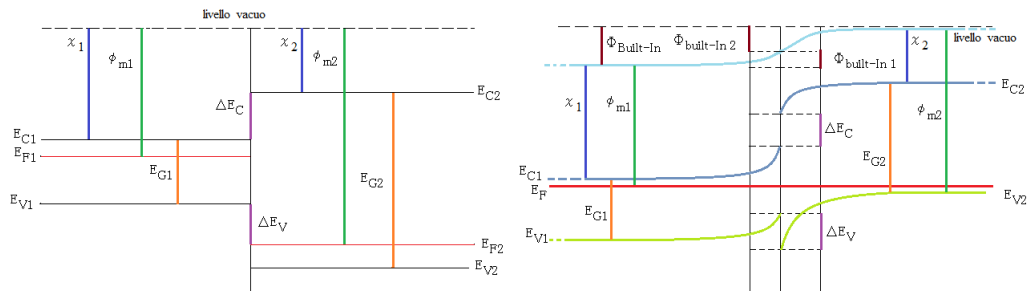 livello vacuo
χ1
ϕm1
χ2
ϕm2
ΔEC
EC2
EC1
EF1
EG1
EG2
EV1
ΔEV
EF2
EV2
ΦBuilt-In
Φbuilt-In 2
χ2
livello vacuo
Φbuilt-In 1
χ1
ϕm1
EC2
ΔEC
ϕm2
EG2
EC1
EF
EV2
EG1
EV1
ΔEV